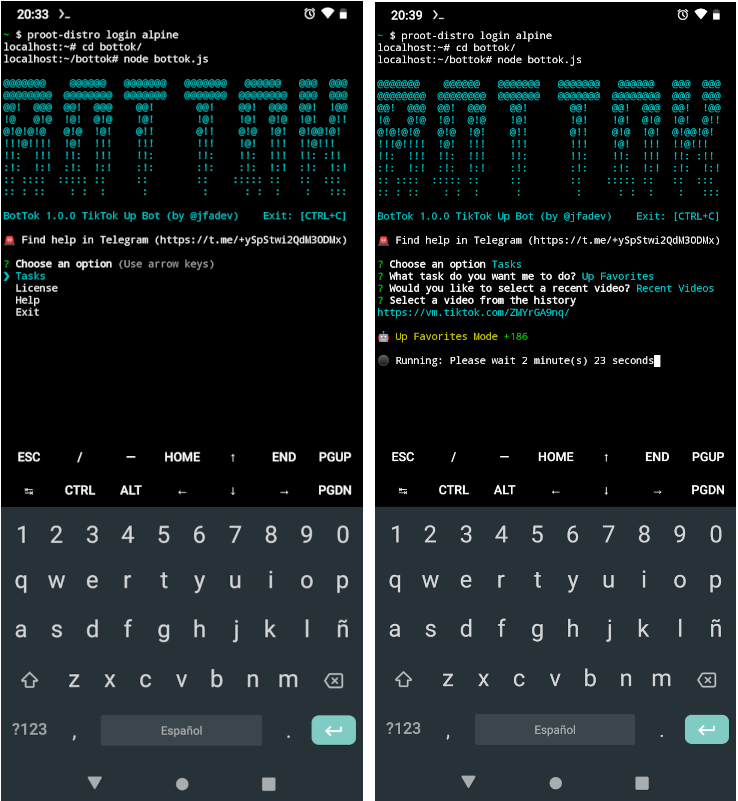 20:33
~ $ proot-distro login alpine
localhost:~# cd bottok/
localhost:~/bottok# node bottok.js
BOTTOK
BotTok 1.0.0 TikTok Up Bot (by @jfadev) Exit: [CTRL+C]
🚨 Find help in Telegram (https://t.me/+ySpStwi2QdM3ODMx)
? Choose an option (Use arrow keys)
❯ Tasks
License
Help
Exit
ESC / — HOME ↑ END PGUP
↹ CTRL ALT ← ↓ → PGDN
1 2 3 4 5 6 7 8 9 0
q w e r t y u i o p
a s d f g h j k l ñ
z x c v b n m
?123 , Español .
20:39
~ $ proot-distro login alpine
localhost:~# cd bottok/
localhost:~/bottok# node bottok.js
BOTTOK
BotTok 1.0.0 TikTok Up Bot (by @jfadev) Exit: [CTRL+C]
🚨 Find help in Telegram (https://t.me/+ySpStwi2QdM3ODMx)
? Choose an option Tasks
? What task do you want me to do? Up Favorites
? Would you like to select a recent video? Recent Videos
? Select a video from the history
https://vm.tiktok.com/ZMYrGA9nq/
🤖 Up Favorites Mode +186
Running: Please wait 2 minute(s) 23 seconds
ESC / — HOME ↑ END PGUP
↹ CTRL ALT ← ↓ → PGDN
1 2 3 4 5 6 7 8 9 0
q w e r t y u i o p
a s d f g h j k l ñ
z x c v b n m
?123 , Español .